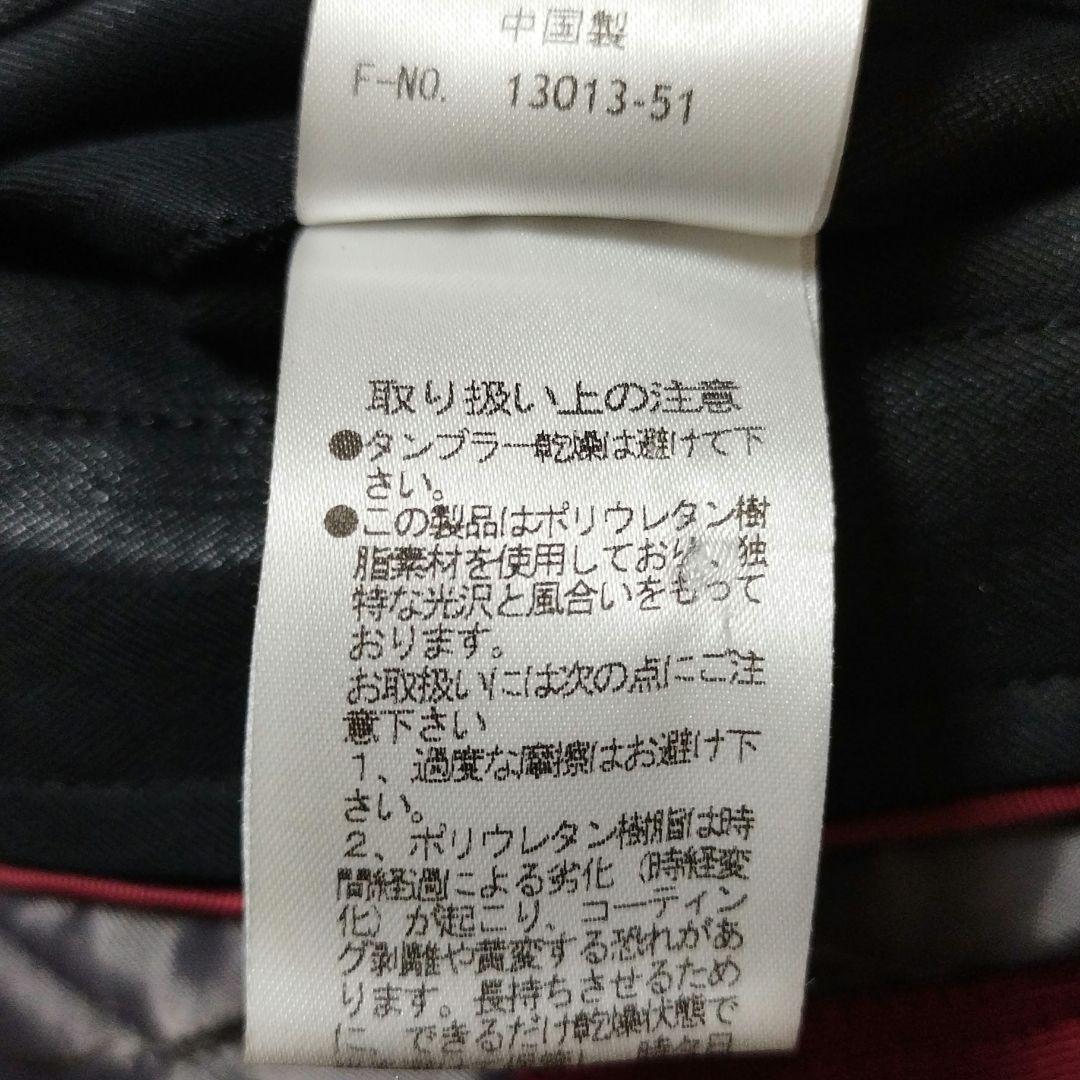 中国製
F-NO. 13013-51
取り扱い上の注意
●タンブラー乾燥は避けて下
さい。
●この製品はポリウレタン樹
脂素材を使用しており、独
特な光沢と風合いをもって
おります。
お取扱いには次の点にご注
意下さい
1、過度な摩擦はお避け下
さい。
2、ポリウレタン樹脂は時
間経過による劣化（時経変
化）が起こり、コーティン
グ剥離や黄変する恐れがあ
ります。長持ちさせるため
に、できるだけ乾燥状態で